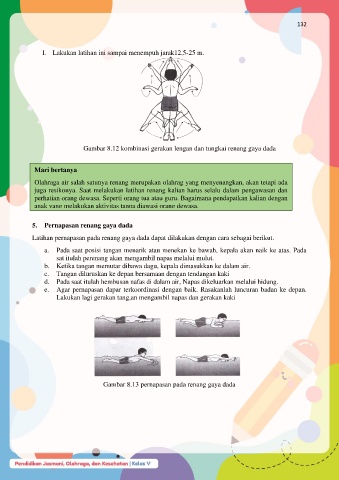 132
1. Lakukan latihan ini sampai menempuh jarak12,5-25 m.
Gambar 8.12 kombinasi gerakan lengan dan tungkai renang gaya dada
Mari bertanya
Olahraga air salah satunya renang merupakan olahrag yang menyenangkan, akan tetapi ada
juga resikonya. Saat melakukan latihan renang kalian harus selalu dalam pengawasan dan
perhatian orang dewasa. Seperti orang tua atau guru. Bagaimana pendapatkan kalian dengan
anak yang melakukan aktivitas tanpa diawasi orang dewasa.
5. Pernapasan renang gaya dada
Latihan pernapasan pada renang gaya dada dapat dilakukan dengan cara sebagai berikut.
a. Pada saat posisi tangan menarik atau menekan ke bawah, kepala akan naik ke atas. Pada
sat itulah perenang akan mengambil napas melalui mulut.
b. Ketika tangan memutar dibawa dagu, kepala dimasukkan ke dalam air.
c. Tangan diluruskan ke depan bersamaan dengan tendangan kaki
d. Pada saat itulah hembusan nafas di dalam air, Napas dikeluarkan melalui hidung.
e. Agar pernapasan dapat terkoordinasi dengan baik. Rasakanlah luncuran badan ke depan.
Lakukan lagi gerakan tangan mengambil napas dan gerakan kaki
Gambar 8.13 pernapasan pada renang gaya dada
Pendidikan Jasmani, Olahraga, dan Kesehatan | Kelas V